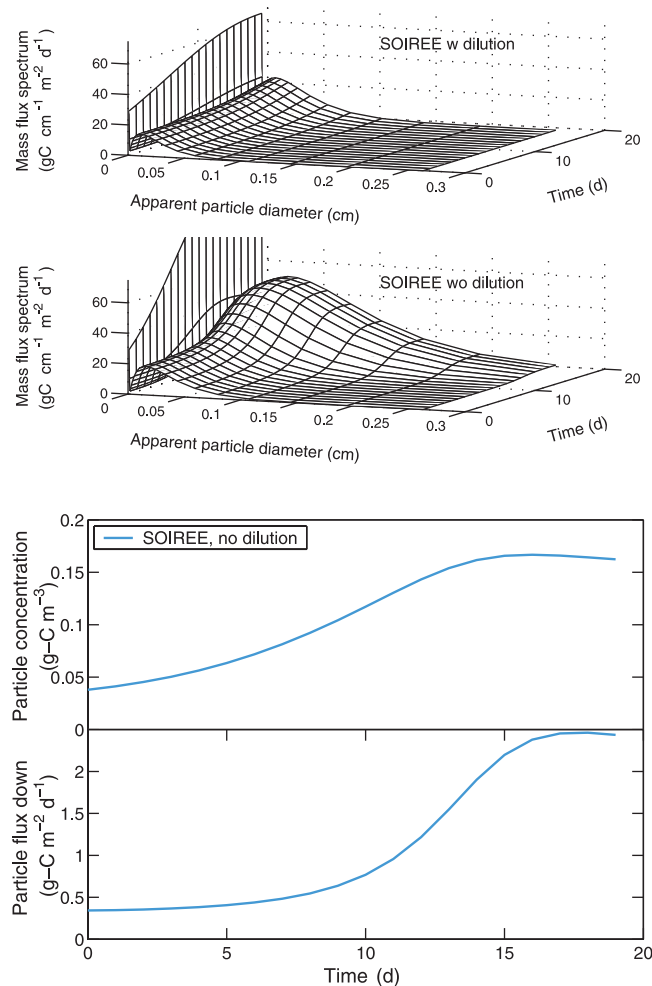 SOIREE w dilution
Mass flux spectrum
(gC cm⁻¹ m⁻² d⁻¹)
60
40
20
0
0
0.05
0.1
0.15
0.2
0.25
0.3
0
10
20
Apparent particle diameter (cm)
Time (d)
SOIREE wo dilution
Mass flux spectrum
(gC cm⁻¹ m⁻² d⁻¹)
60
40
20
0
0
0.05
0.1
0.15
0.2
0.25
0.3
0
10
20
Apparent particle diameter (cm)
Time (d)
SOIREE, no dilution
Particle concentration
(g–C m⁻³)
0.2
0.15
0.1
0.05
0
Particle flux down
(g–C m⁻² d⁻¹)
2
1.5
1
0.5
0
0
5
10
15
20
Time (d)